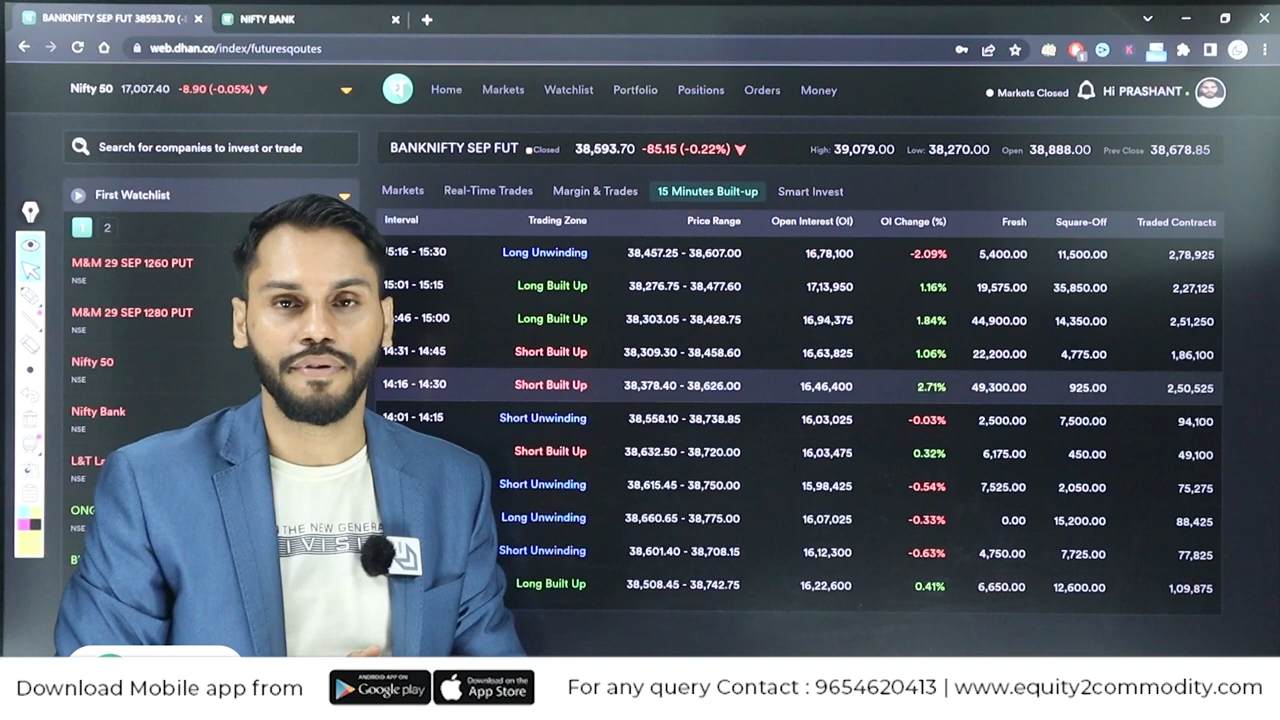 BANKNIFTY SEP FUT 38593.70 (-
NIFTY BANK
web.dhan.co/index/futuresqoutes
Nifty 50 17,007.40 -8.90 (-0.05%)
Home Markets Watchlist Portfolio Positions Orders Money
Markets Closed Hi PRASHANT
Search for companies to invest or trade
BANKNIFTY SEP FUT Closed 38,593.70 -85.15 (-0.22%) High: 39,079.00 Low: 38,270.00 Open 38,888.00 Prev Close 38,678.85
First Watchlist
1 2
M&M 29 SEP 1260 PUT
NSE
M&M 29 SEP 1280 PUT
NSE
Nifty 50
NSE
Nifty Bank
NSE
L&T
NSE
ONG
NSE
Markets Real-Time Trades Margin & Trades 15 Minutes Built-up Smart Invest
Interval Trading Zone Price Range Open Interest (OI) OI Change (%) Fresh Square-Off Traded Contracts
15:16 - 15:30 Long Unwinding 38,457.25 - 38,607.00 16,78,100 -2.09% 5,400.00 11,500.00 2,78,925
15:01 - 15:15 Long Built Up 38,276.75 - 38,477.60 17,13,950 1.16% 19,575.00 35,850.00 2,27,125
:46 - 15:00 Long Built Up 38,303.05 - 38,428.75 16,94,375 1.84% 44,900.00 14,350.00 2,51,250
14:31 - 14:45 Short Built Up 38,309.30 - 38,458.60 16,63,825 1.06% 22,200.00 4,775.00 1,86,100
14:16 - 14:30 Short Built Up 38,378.40 - 38,626.00 16,46,400 2.71% 49,300.00 925.00 2,50,525
14:01 - 14:15 Short Unwinding 38,558.10 - 38,738.85 16,03,025 -0.03% 2,500.00 7,500.00 94,100
Short Built Up 38,632.50 - 38,720.00 16,03,475 0.32% 6,175.00 450.00 49,100
Short Unwinding 38,615.45 - 38,750.00 15,98,425 -0.54% 7,525.00 2,050.00 75,275
Long Unwinding 38,660.65 - 38,775.00 16,07,025 -0.33% 0.00 15,200.00 88,425
Short Unwinding 38,601.40 - 38,708.15 16,12,300 -0.63% 4,750.00 7,725.00 77,825
Long Built Up 38,508.45 - 38,742.75 16,22,600 0.41% 6,650.00 12,600.00 1,09,875
THE NEW GENERA
IVISI
Download Mobile app from
ANDROID APP ON
Google play
Download on the
App Store
For any query Contact : 9654620413 | www.equity2commodity.com